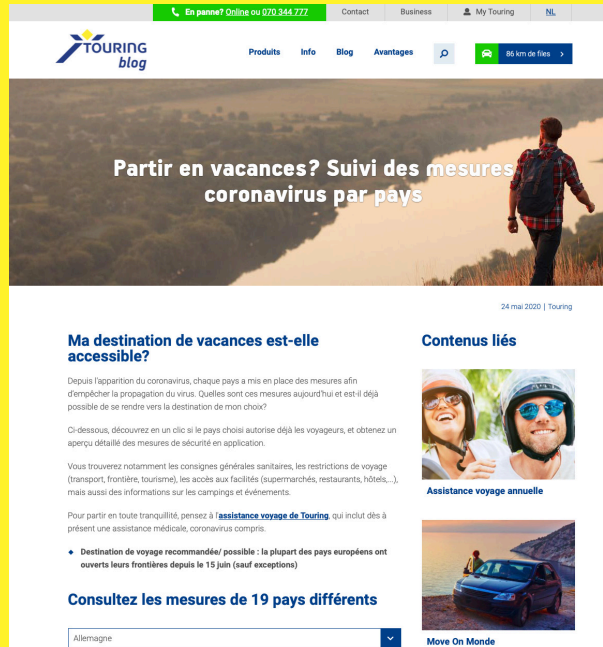 En panne? Online ou 070 344 777
Contact
Business
My Touring
NL
TOURING
blog
Produits
Info
Blog
Avantages
86 km de files
Partir en vacances? Suivi des mesures
coronavirus par pays
24 mai 2020 | Touring
Ma destination de vacances est-elle
accessible?
Depuis l'apparition du coronavirus, chaque pays a mis en place des mesures afin
d'empêcher la propagation du virus. Quelles sont ces mesures aujourd'hui et est-il déjà
possible de se rendre vers la destination de mon choix?
Ci-dessous, découvrez en un clic si le pays choisi autorise déjà les voyageurs, et obtenez un
aperçu détaillé des mesures de sécurité en application.
Vous trouverez notamment les consignes générales sanitaires, les restrictions de voyage
(transport, frontière, tourisme), les accès aux facilités (supermarchés, restaurants, hôtels,...),
mais aussi des informations sur les campings et événements.
Pour partir en toute tranquillité, pensez à l'assistance voyage de Touring, qui inclut dès à
présent une assistance médicale, coronavirus compris.
Destination de voyage recommandée/ possible : la plupart des pays européens ont
ouverts leurs frontières depuis le 15 juin (sauf exceptions)
Consultez les mesures de 19 pays différents
Allemagne
Contenus liés
Assistance voyage annuelle
Move On Monde